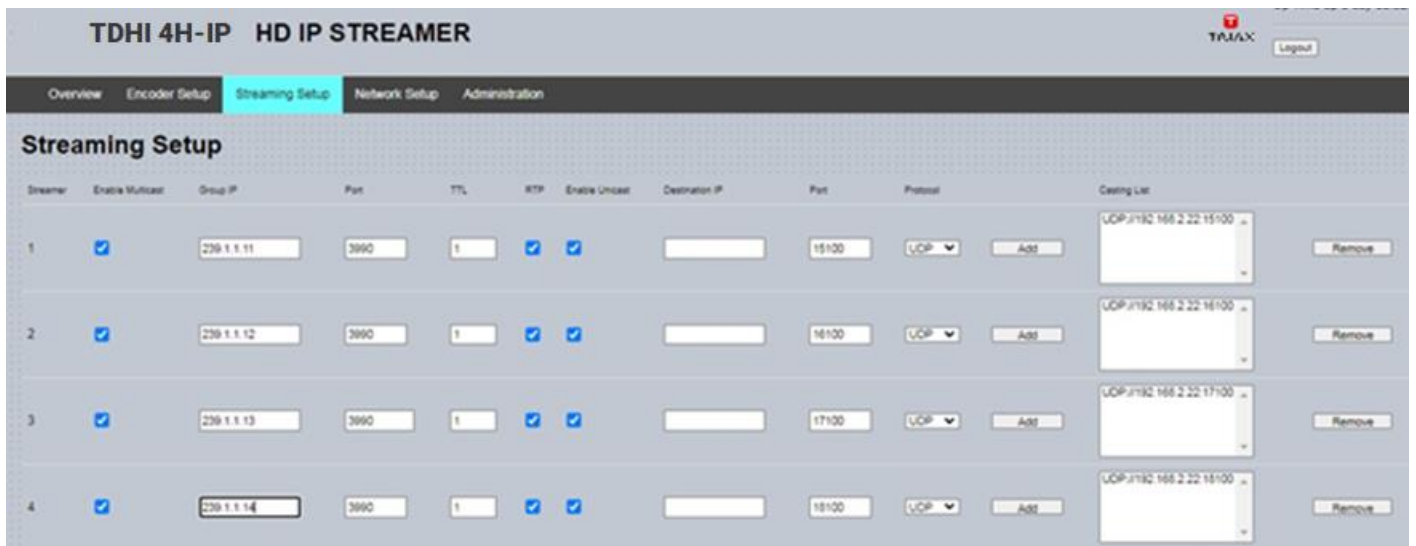 TDHI 4H-IP HD IP STREAMER
TRIAX
Logout
Overview Encoder Setup Streaming Setup Network Setup Administration
Streaming Setup
Streamer Enable Multicast Group IP Port TTL RTP Enable Unicast Destination IP Port Protocol Casting List
UDP://192.168.2.22:15100
1 239.1.1.11 3990 1 15100 UDP Add Remove
UDP://192.168.2.22:16100
2 239.1.1.12 3990 1 16100 UDP Add Remove
UDP://192.168.2.22:17100
3 239.1.1.13 3990 1 17100 UDP Add Remove
UDP://192.168.2.22:18100
4 239.1.1.14 3990 1 18100 UDP Add Remove